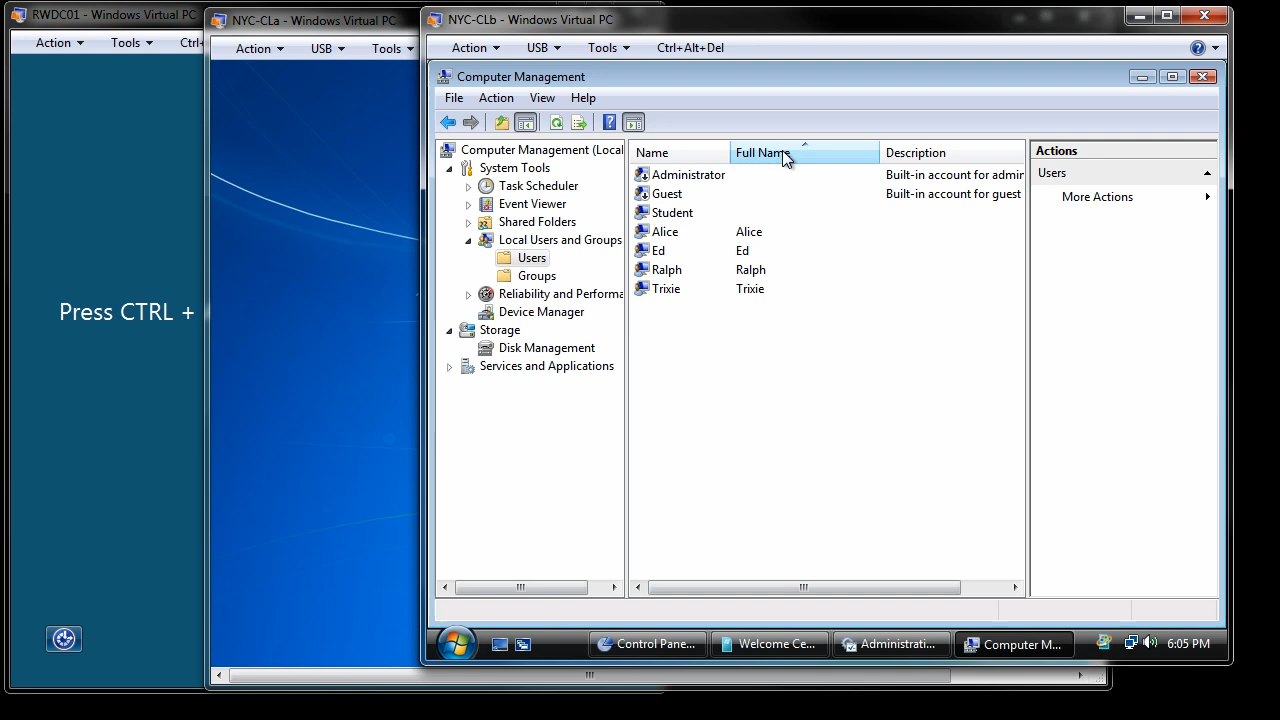 RWDC01 - Windows Virtual PC
Action Tools Ctrl+
Press CTRL +
NYC-CLa - Windows Virtual PC
Action USB Tools
NYC-CLb - Windows Virtual PC
Action USB Tools Ctrl+Alt+Del
Computer Management
File Action View Help
Computer Management (Local
System Tools
Task Scheduler
Event Viewer
Shared Folders
Local Users and Groups
Users
Groups
Reliability and Performa
Device Manager
Storage
Disk Management
Services and Applications
Name Full Name Description
Administrator Built-in account for admir
Guest Built-in account for guest
Student
Alice Alice
Ed Ed
Ralph Ralph
Trixie Trixie
Actions
Users
More Actions
Control Pane... Welcome Ce... Administrati... Computer M... 6:05 PM